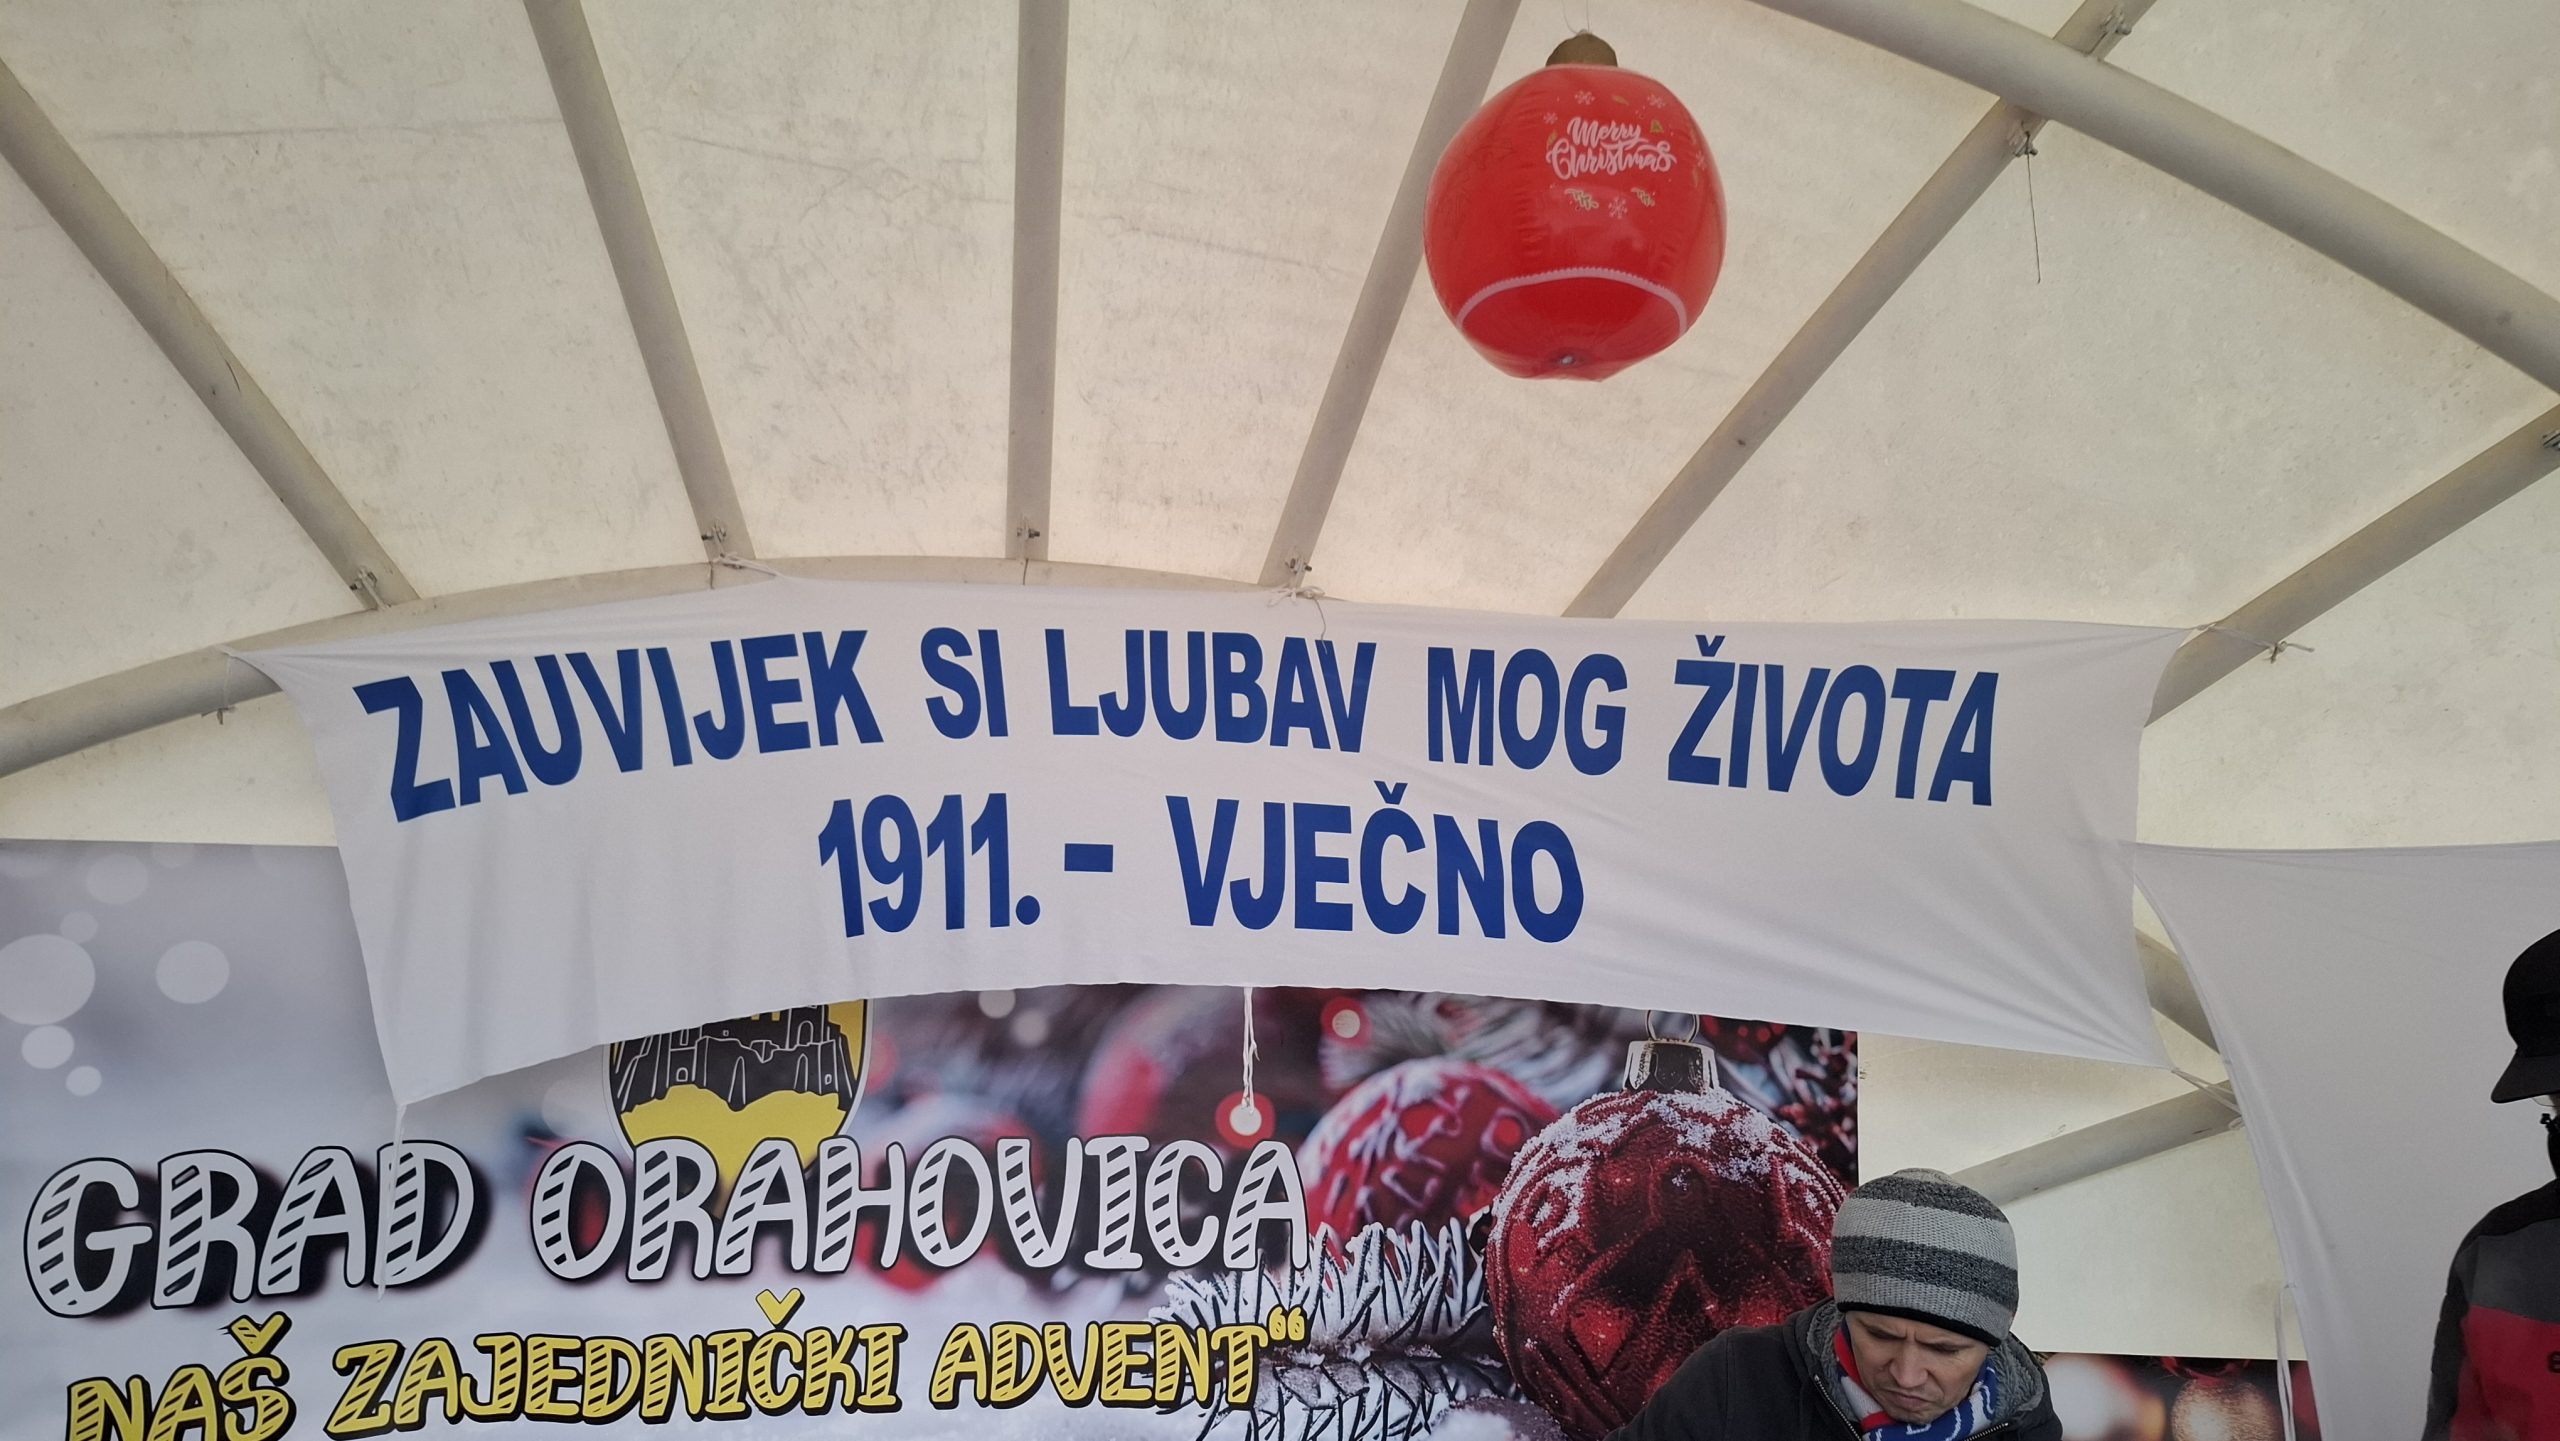 Merry
Christmas
ZAUVIJEK SI LJUBAV MOG ŽIVOTA
1911. - VJEČNO
GRAD ORAHOVICA
NAŠ ZAJEDNIČKI ADVENT“